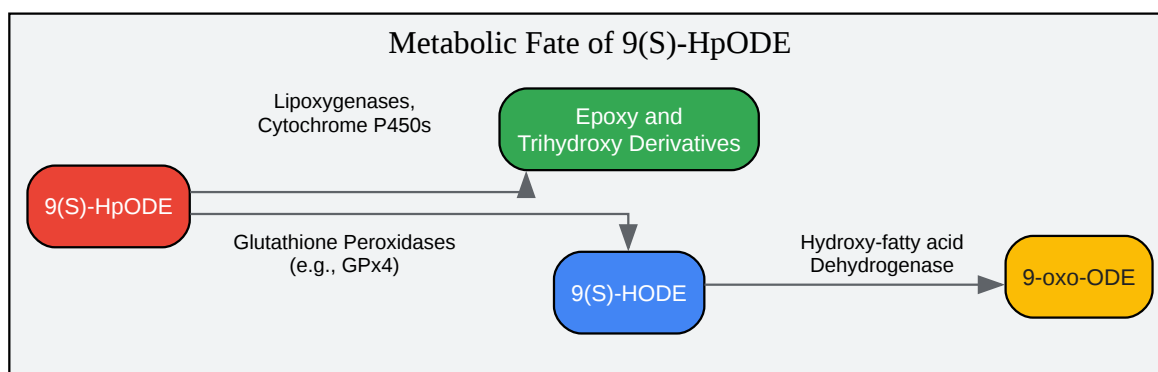 Metabolic Fate of 9(S)-HpODE
Lipoxygenases,
Cytochrome P450s
Epoxy and
Trihydroxy Derivatives
9(S)-HpODE
Glutathione Peroxidases
(e.g., GPx4)
9(S)-HODE
Hydroxy-fatty acid
Dehydrogenase
9-oxo-ODE